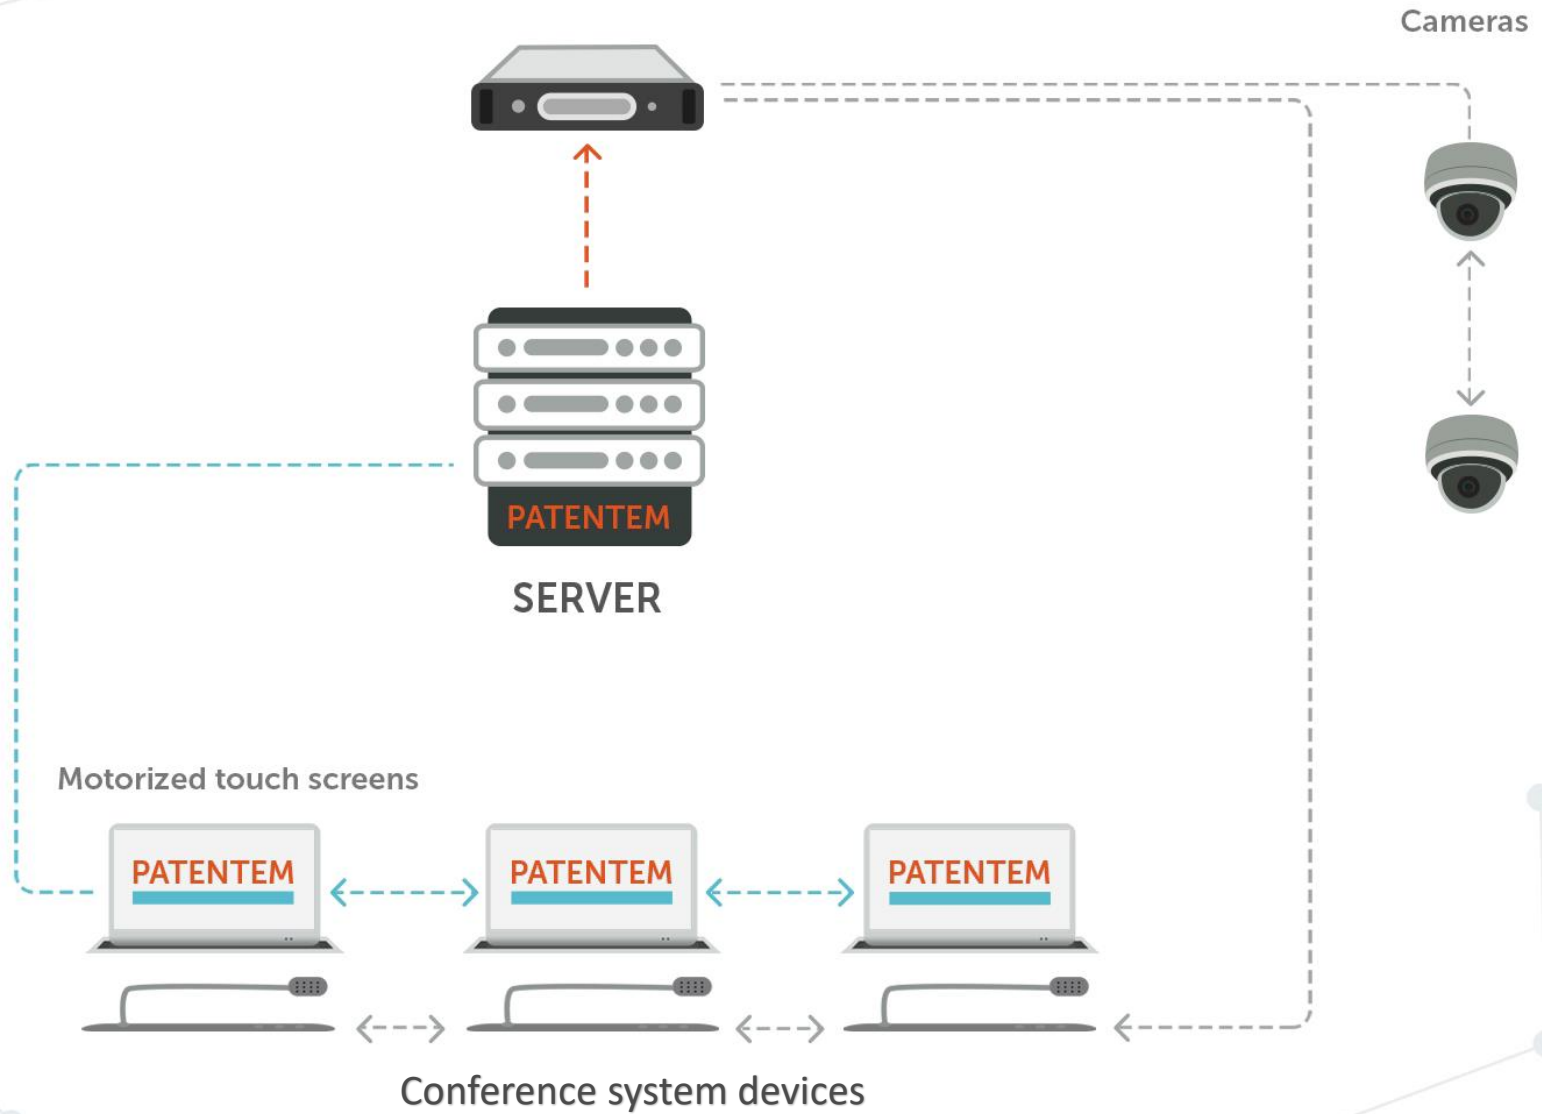 Cameras
PATENTEM
SERVER
Motorized touch screens
PATENTEM
PATENTEM
PATENTEM
Conference system devices